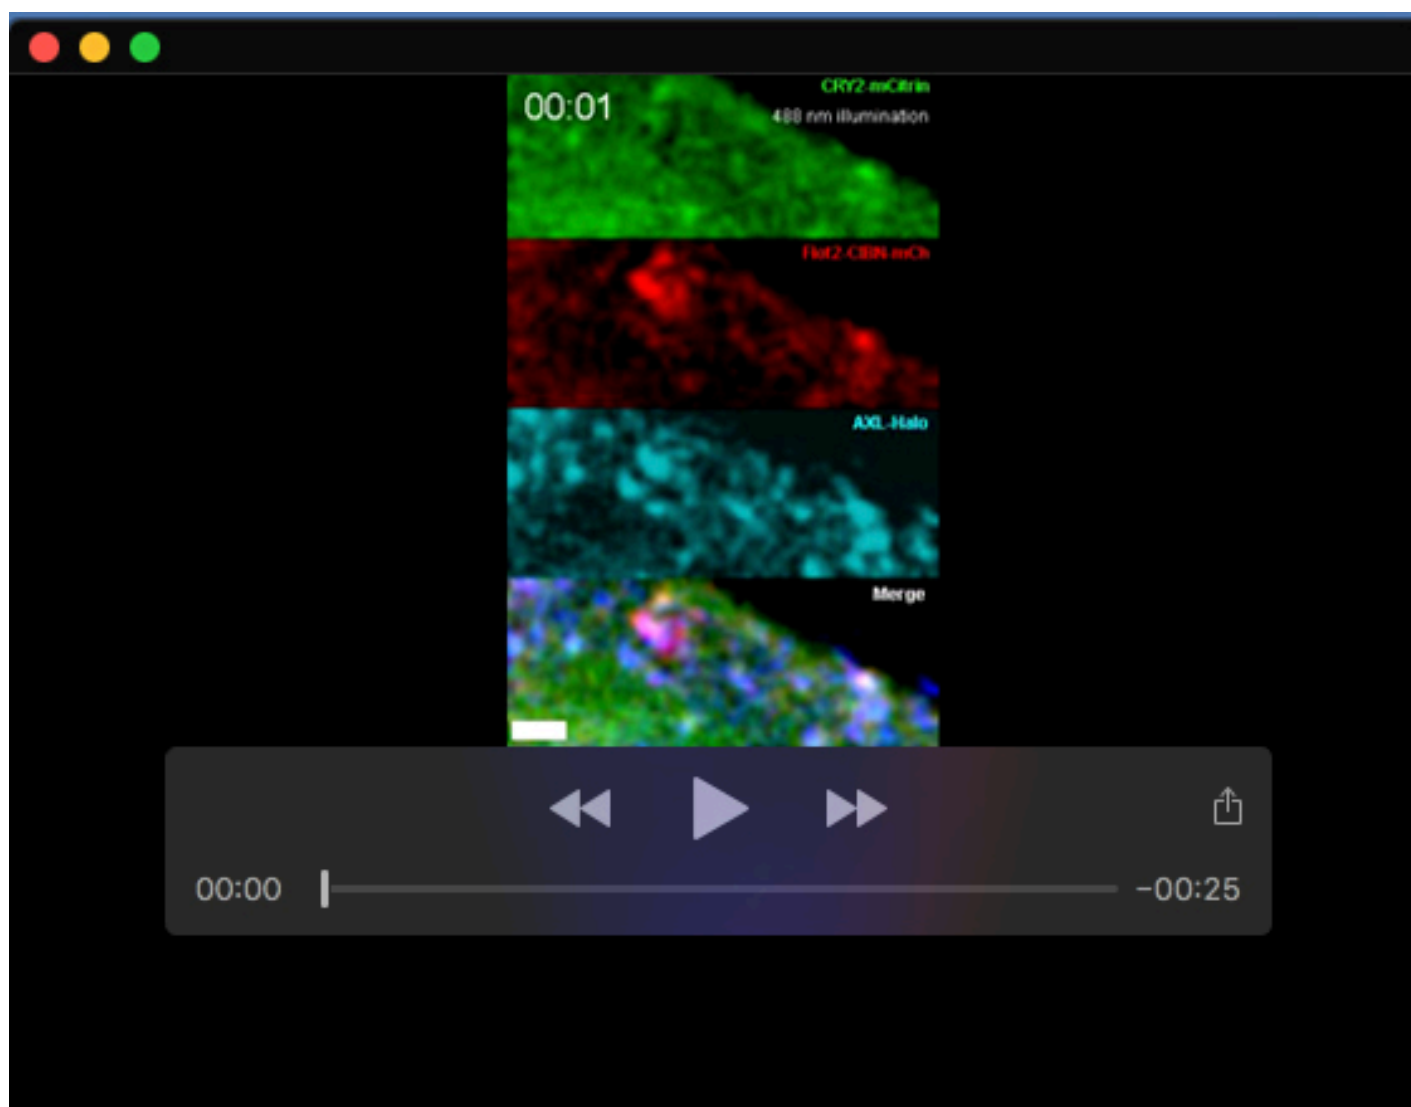 00:01
CRY2-mCitrin
488 nm illumination
Flot2-CIBN-mCh
AXL-Halo
Merge
00:00
-00:25